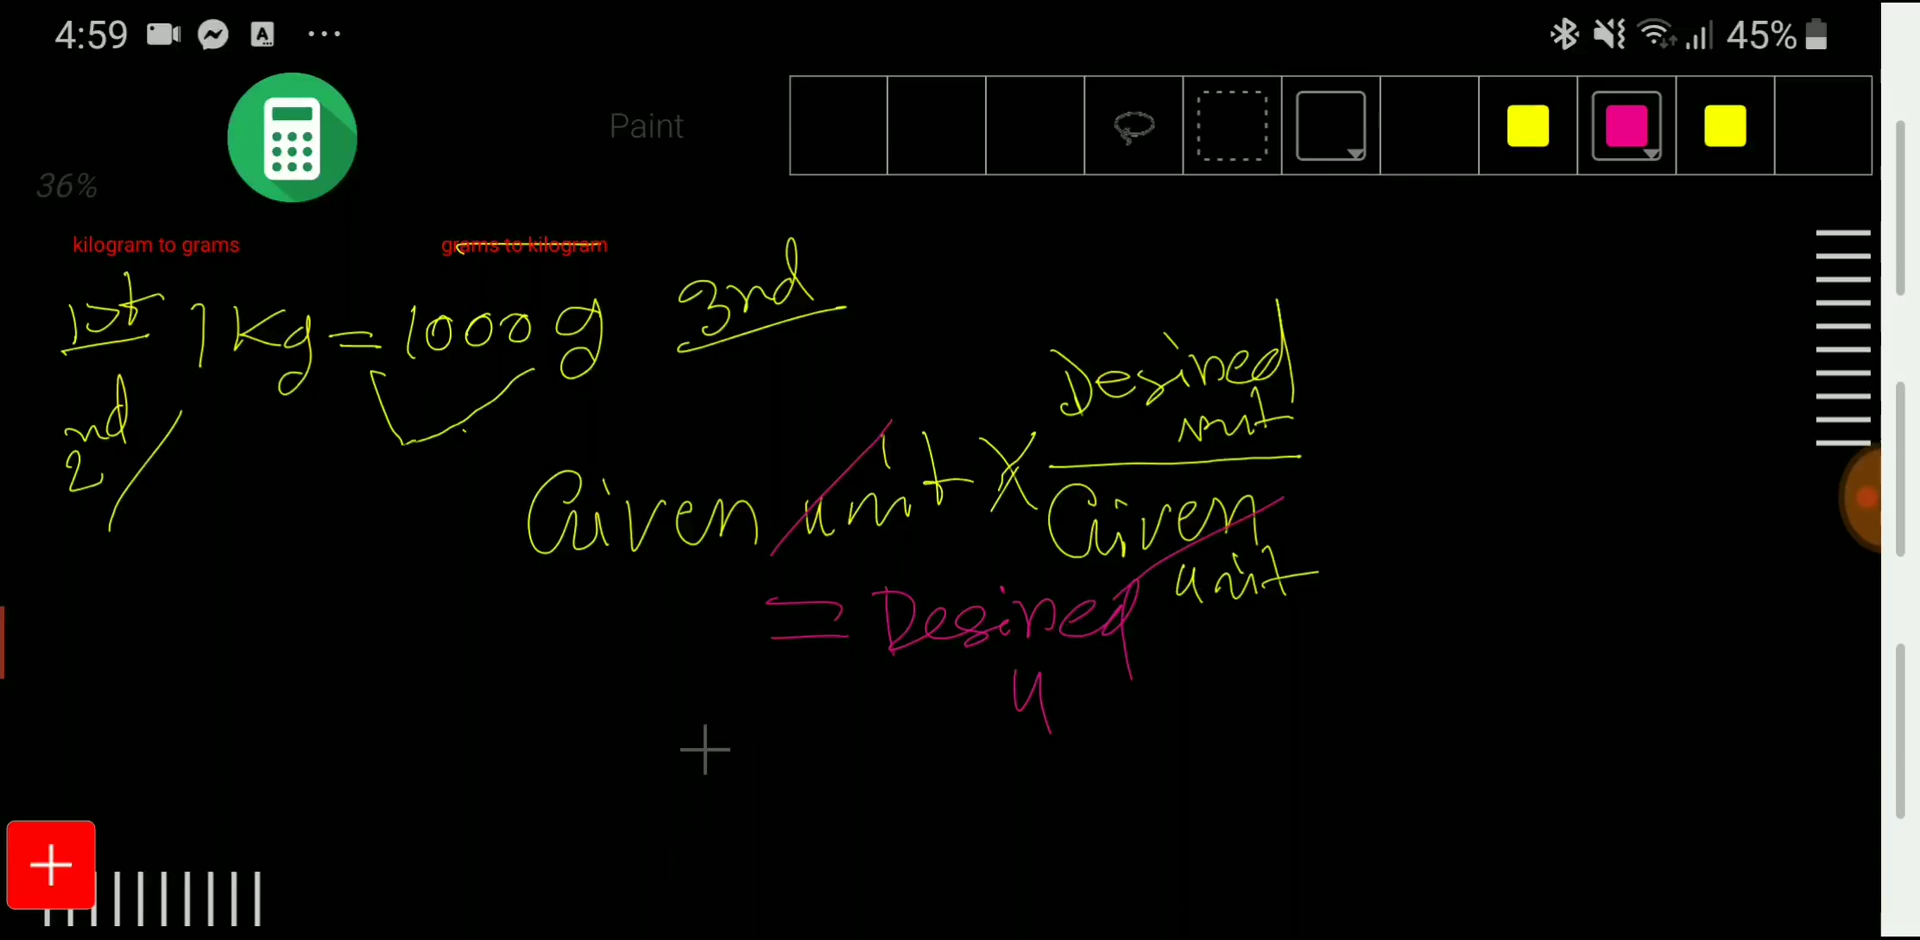 4:59
45%
Paint
36%
kilogram to grams
grams to kilogram
1st 1 Kg = 1000 g
3nd
2nd
Desired
unit
Given unit X
Given
unit
= Desired
u